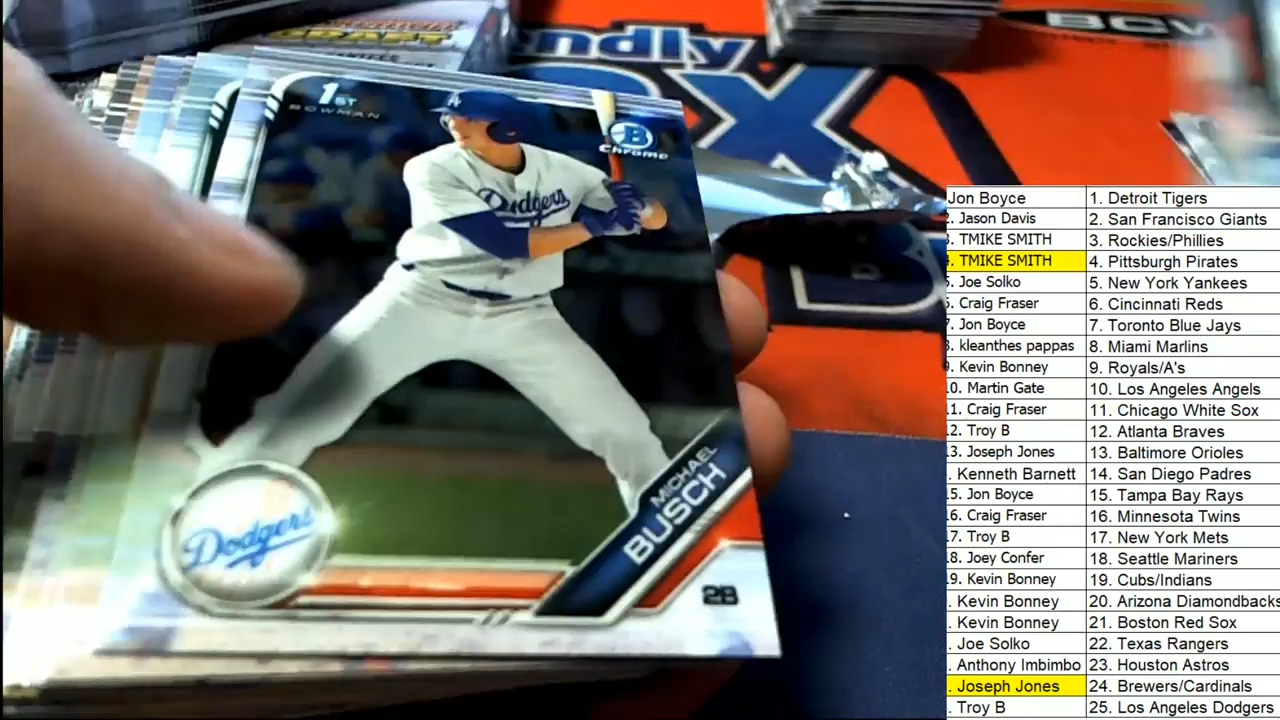 ndly
BCW
1ST
BOWMAN
A
B
Chrome
Dodgers
MICHAEL
BUSCH
Dodgers
2B
Jon Boyce 1. Detroit Tigers
2. Jason Davis 2. San Francisco Giants
3. TMIKE SMITH 3. Rockies/Phillies
4. TMIKE SMITH 4. Pittsburgh Pirates
5. Joe Solko 5. New York Yankees
6. Craig Fraser 6. Cincinnati Reds
7. Jon Boyce 7. Toronto Blue Jays
8. kleanthes pappas 8. Miami Marlins
9. Kevin Bonney 9. Royals/A's
10. Martin Gate 10. Los Angeles Angels
11. Craig Fraser 11. Chicago White Sox
12. Troy B 12. Atlanta Braves
13. Joseph Jones 13. Baltimore Orioles
. Kenneth Barnett 14. San Diego Padres
15. Jon Boyce 15. Tampa Bay Rays
16. Craig Fraser 16. Minnesota Twins
17. Troy B 17. New York Mets
18. Joey Confer 18. Seattle Mariners
19. Kevin Bonney 19. Cubs/Indians
. Kevin Bonney 20. Arizona Diamondbacks
. Kevin Bonney 21. Boston Red Sox
. Joe Solko 22. Texas Rangers
. Anthony Imbimbo 23. Houston Astros
. Joseph Jones 24. Brewers/Cardinals
. Troy B 25. Los Angeles Dodgers